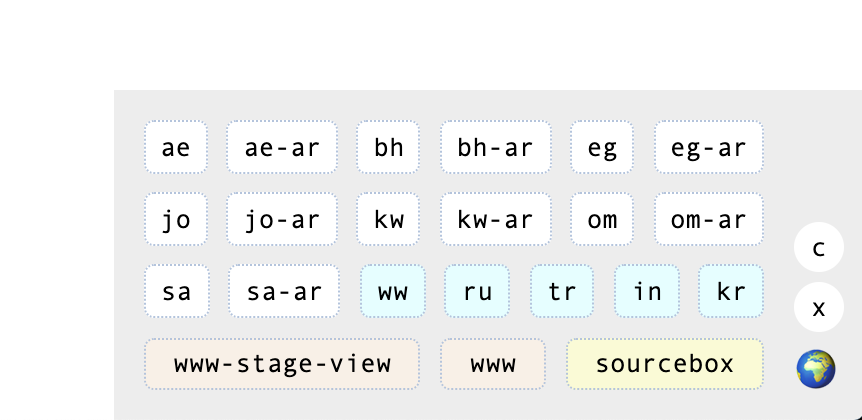 ae ae-ar bh bh-ar eg eg-ar
jo jo-ar kw kw-ar om om-ar
c
sa sa-ar ww ru tr in kr
x
www-stage-view www sourcebox